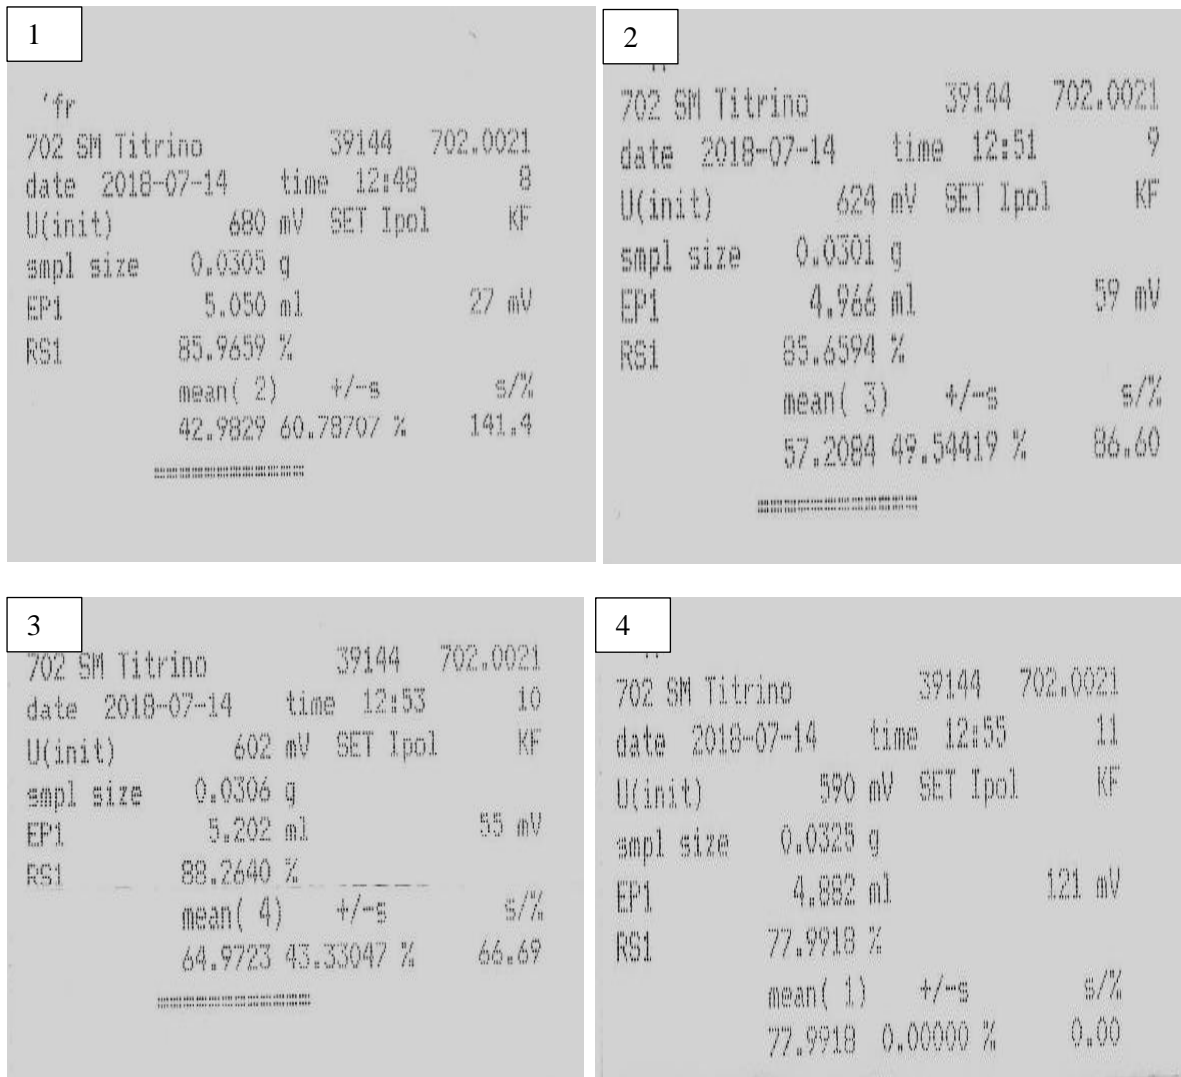 1
'fr
702 SM Titrino 39144 702.0021
date 2018-07-14 time 12:48 8
U(init) 680 mV SET Ipol KF
smpl size 0.0305 g
EP1 5.050 ml 27 mV
RS1 85.9659 %
mean( 2) +/-s s/%
42.9829 60.78707 % 141.4
================
2
702 SM Titrino 39144 702.0021
date 2018-07-14 time 12:51 9
U(init) 624 mV SET Ipol KF
smpl size 0.0301 g
EP1 4.966 ml 59 mV
RS1 85.6594 %
mean( 3) +/-s s/%
57.2084 49.54419 % 86.60
================
3
702 SM Titrino 39144 702.0021
date 2018-07-14 time 12:53 10
U(init) 602 mV SET Ipol KF
smpl size 0.0306 g
EP1 5.202 ml 55 mV
RS1 88.2640 %
mean( 4) +/-s s/%
64.9723 43.33047 % 66.69
================
4
702 SM Titrino 39144 702.0021
date 2018-07-14 time 12:55 11
U(init) 590 mV SET Ipol KF
smpl size 0.0325 g
EP1 4.882 ml 121 mV
RS1 77.9918 %
mean( 1) +/-s s/%
77.9918 0.00000 % 0.00